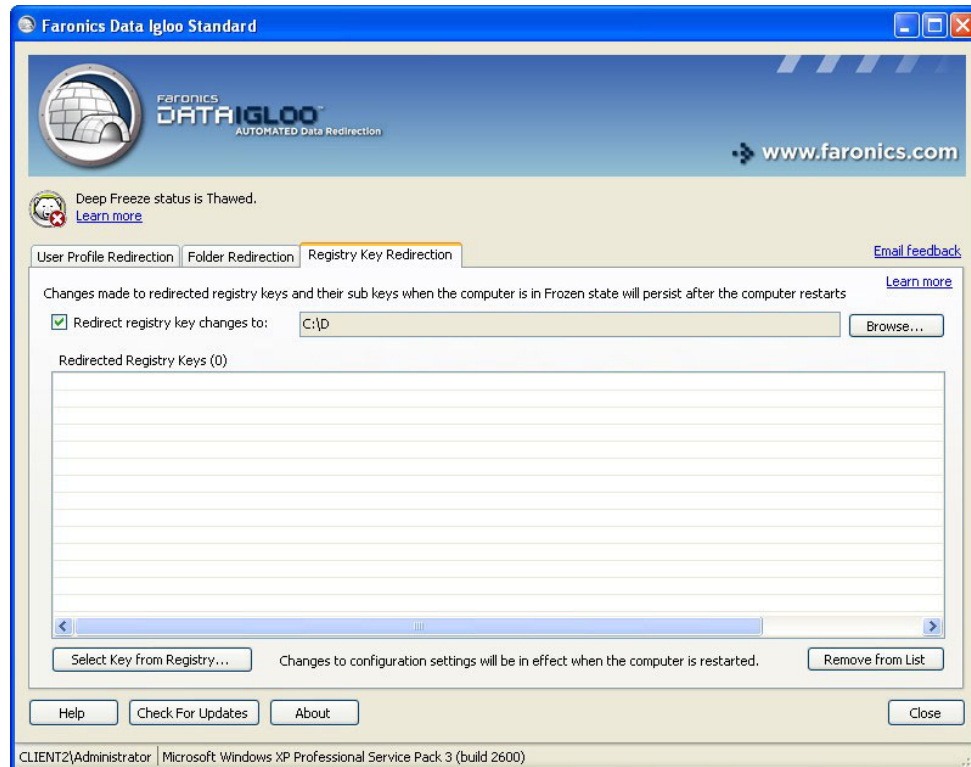 Faronics Data Igloo Standard
FARONICS
DATAIGLOO™
AUTOMATED Data Redirection
www.faronics.com
Deep Freeze status is Thawed.
Learn more
User Profile Redirection Folder Redirection Registry Key Redirection Email feedback
Learn more
Changes made to redirected registry keys and their sub keys when the computer is in Frozen state will persist after the computer restarts
Redirect registry key changes to: C:\D Browse...
Redirected Registry Keys (0)
Select Key from Registry... Changes to configuration settings will be in effect when the computer is restarted. Remove from List
Help Check For Updates About Close
CLIENT2\Administrator Microsoft Windows XP Professional Service Pack 3 (build 2600)